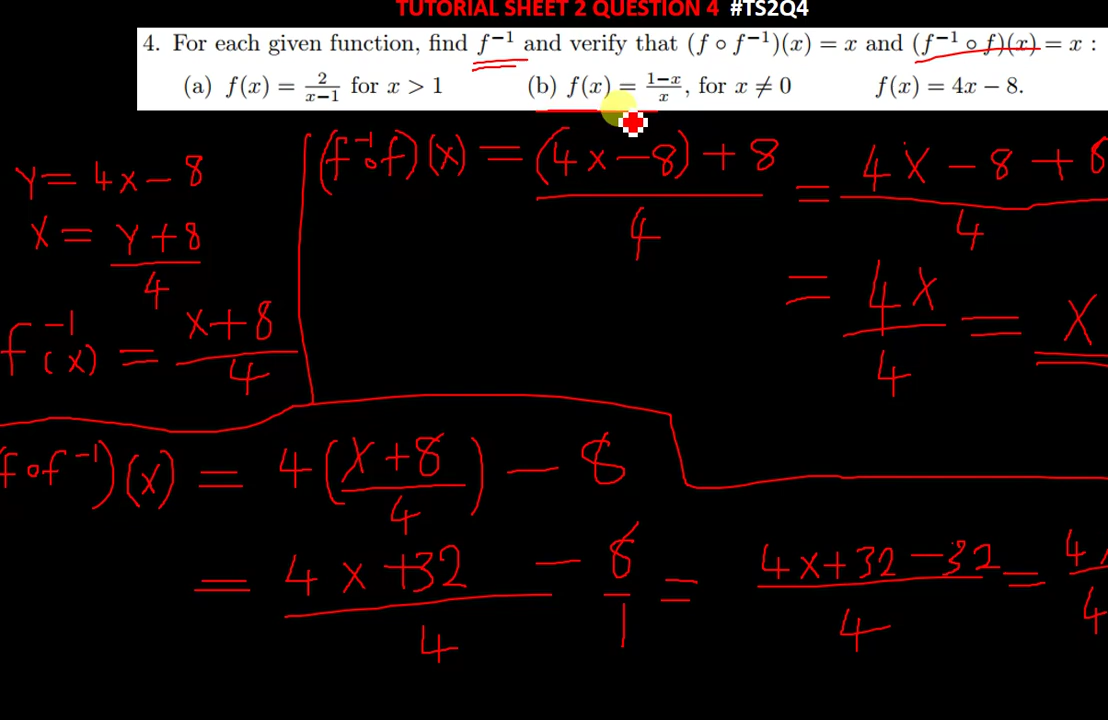 TUTORIAL SHEET 2 QUESTION 4 #TS2Q4
4. For each given function, find f⁻¹ and verify that (f ∘ f⁻¹)(x) = x and (f⁻¹ ∘ f)(x) = x :
(a) f(x) = 2/(x−1) for x > 1 (b) f(x) = (1−x)/x, for x ≠ 0 f(x) = 4x − 8.
y = 4x − 8
x = (y + 8)/4
f⁻¹(x) = (x + 8)/4
(f⁻¹∘f)(x) = ((4x − 8) + 8)/4 = (4x − 8 + 8)/4
= 4x/4 = x
f∘f⁻¹)(x) = 4((x + 8)/4) − 8
= (4x + 32)/4 − 8/1 = (4x + 32 − 32)/4 = 4x/4